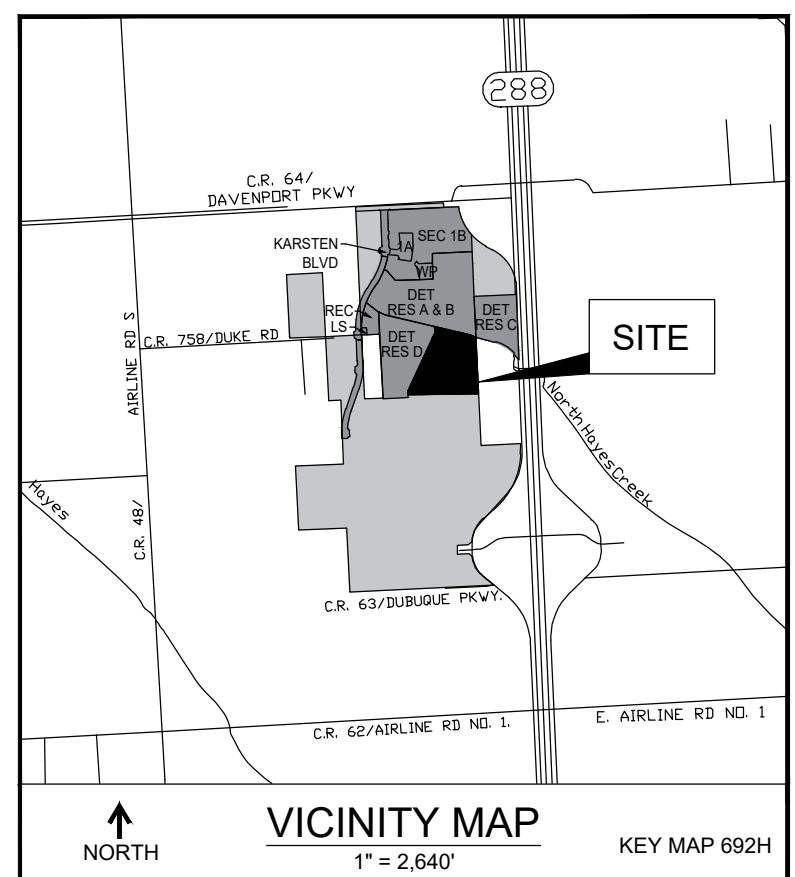 288
C.R. 64/
DAVENPORT PKWY
KARSTEN
BLVD
1A
SEC 1B
WP
DET
RES A & B
REC
LS
DET
RES C
DET
RES D
C.R. 758/DUKE RD
SITE
AIRLINE RD S
C.R. 48/
North Hayes Creek
Hayes
C.R. 63/DUBUQUE PKWY.
C.R. 62/AIRLINE RD NO. 1.
E. AIRLINE RD NO. 1
NORTH
VICINITY MAP
1" = 2,640'
KEY MAP 692H